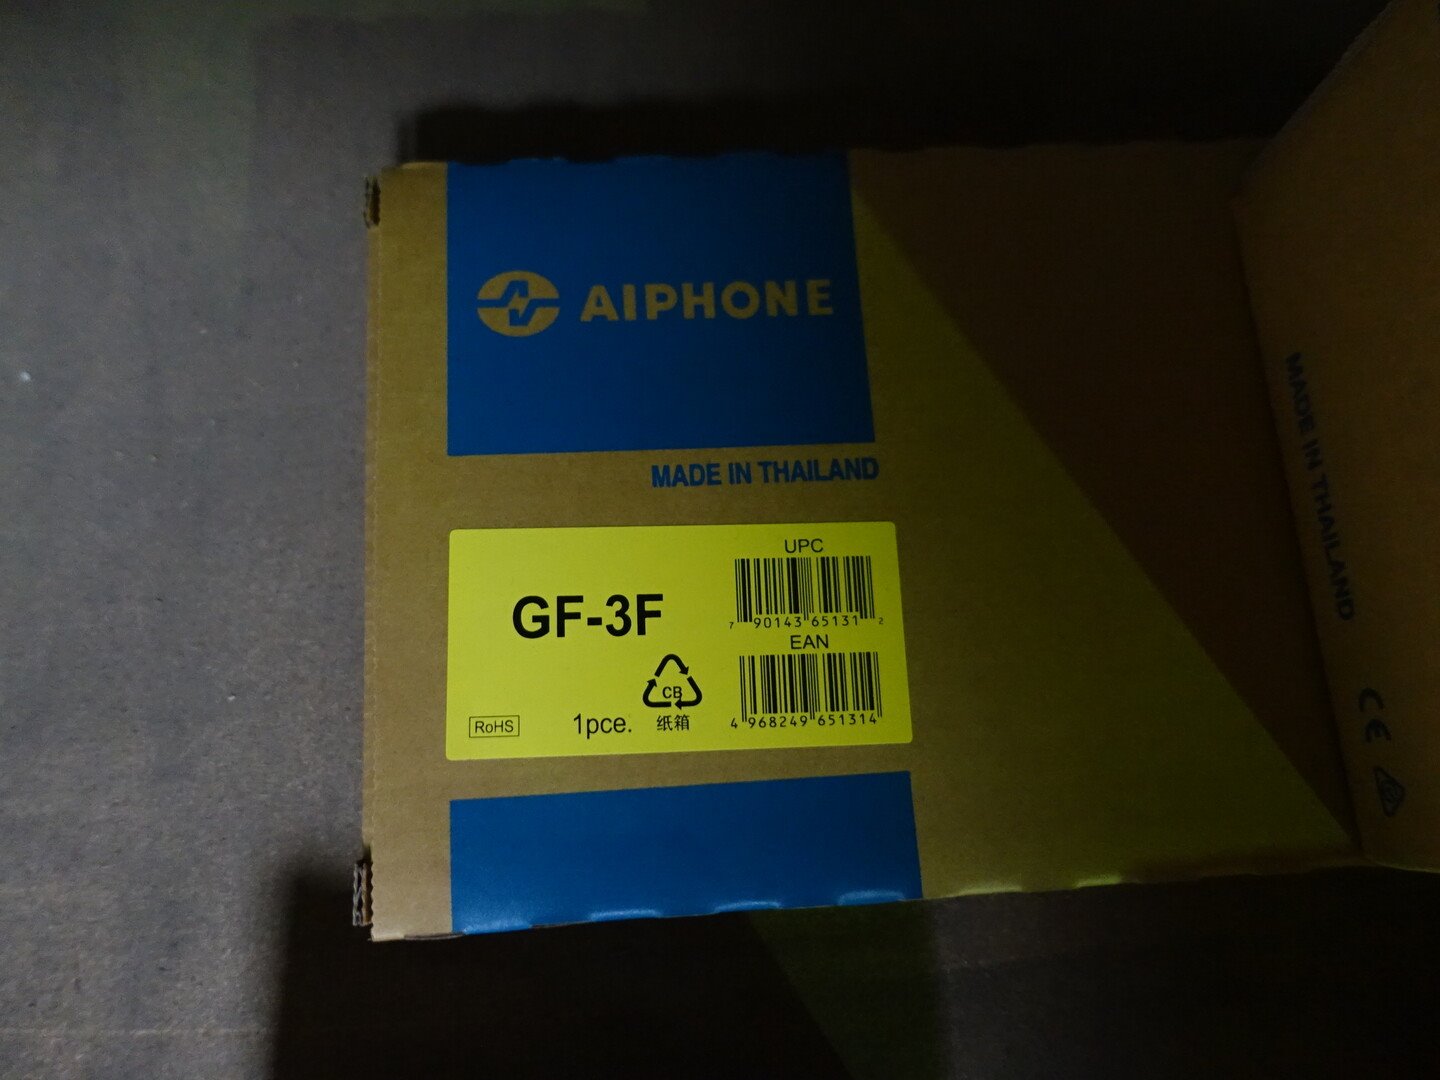 AIPHONE
MADE IN THAILAND
GF-3F
UPC
7 90143 65131 2
EAN
4 968249 651314
CB
纸箱
RoHS
1pce.
MADE IN THAILAND
CE